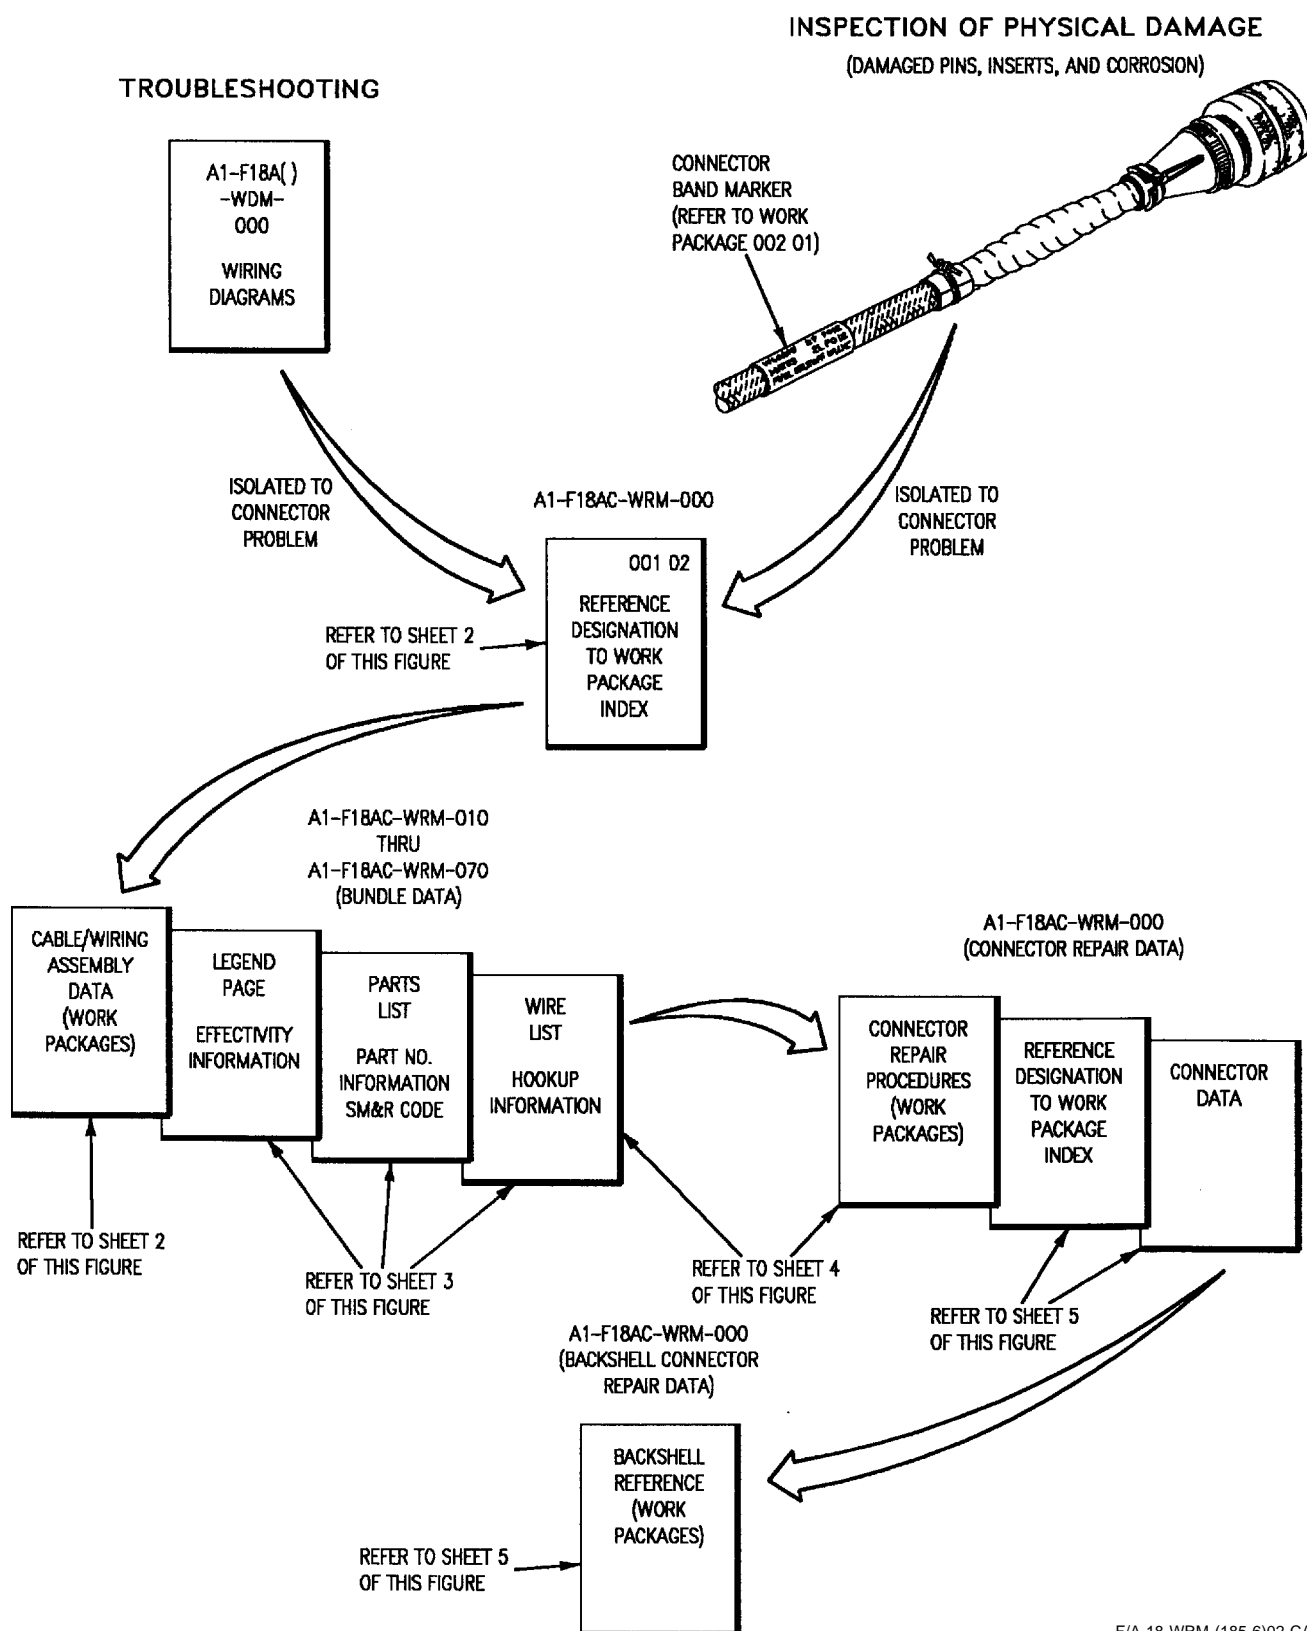 INSPECTION OF PHYSICAL DAMAGE
(DAMAGED PINS, INSERTS, AND CORROSION)
TROUBLESHOOTING
A1-F18A( )
-WDM-
000
WIRING
DIAGRAMS
CONNECTOR
BAND MARKER
(REFER TO WORK
PACKAGE 002 01)
ISOLATED TO
CONNECTOR
PROBLEM
A1-F18AC-WRM-000
ISOLATED TO
CONNECTOR
PROBLEM
001 02
REFERENCE
DESIGNATION
TO WORK
PACKAGE
INDEX
REFER TO SHEET 2
OF THIS FIGURE
A1-F18AC-WRM-010
THRU
A1-F18AC-WRM-070
(BUNDLE DATA)
CABLE/WIRING
ASSEMBLY
DATA
(WORK
PACKAGES)
LEGEND
PAGE
EFFECTIVITY
INFORMATION
PARTS
LIST
PART NO.
INFORMATION
SM&R CODE
WIRE
LIST
HOOKUP
INFORMATION
A1-F18AC-WRM-000
(CONNECTOR REPAIR DATA)
CONNECTOR
REPAIR
PROCEDURES
(WORK
PACKAGES)
REFERENCE
DESIGNATION
TO WORK
PACKAGE
INDEX
CONNECTOR
DATA
REFER TO SHEET 2
OF THIS FIGURE
REFER TO SHEET 3
OF THIS FIGURE
REFER TO SHEET 4
OF THIS FIGURE
REFER TO SHEET 5
OF THIS FIGURE
A1-F18AC-WRM-000
(BACKSHELL CONNECTOR
REPAIR DATA)
BACKSHELL
REFERENCE
(WORK
PACKAGES)
REFER TO SHEET 5
OF THIS FIGURE